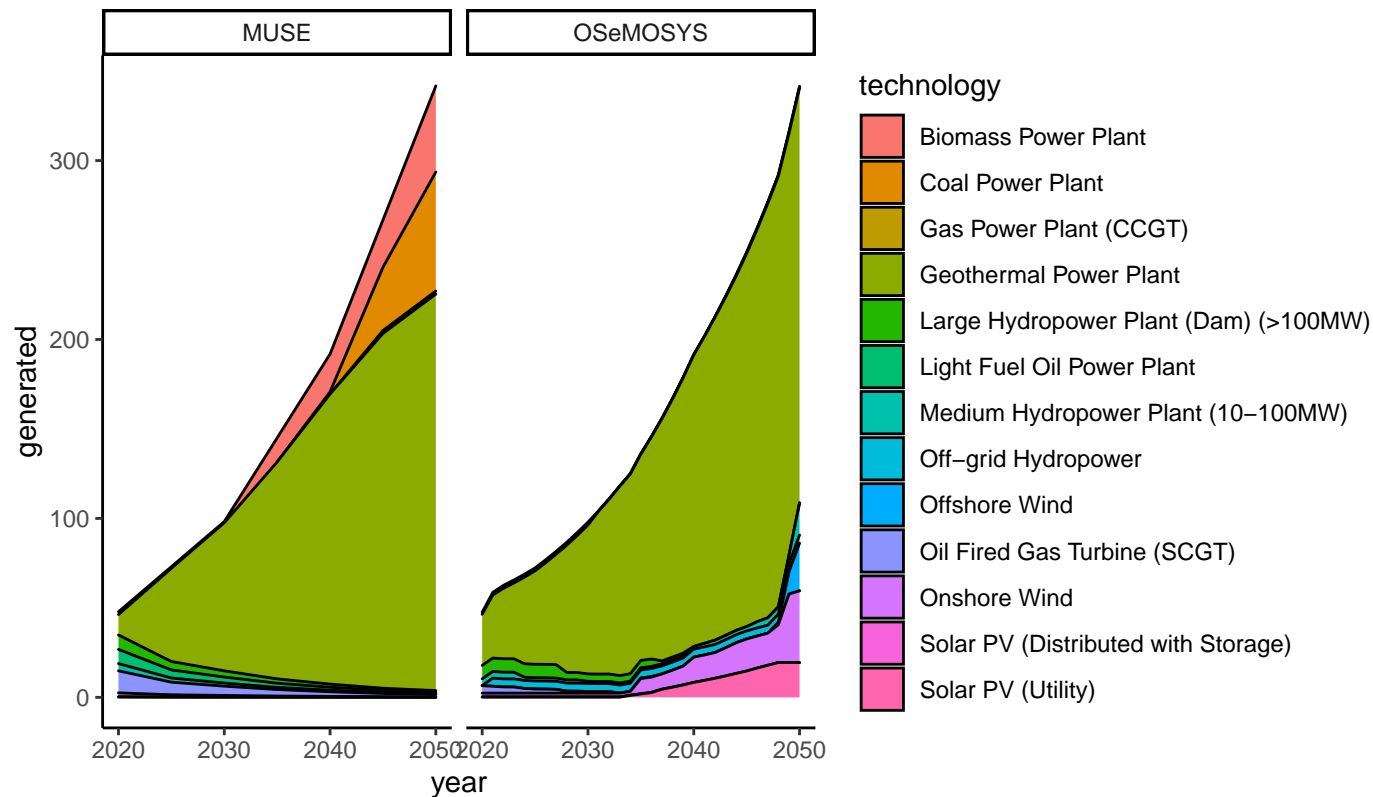 MUSE
OSeMOSYS
technology
Biomass Power Plant
Coal Power Plant
Gas Power Plant (CCGT)
Geothermal Power Plant
Large Hydropower Plant (Dam) (>100MW)
Light Fuel Oil Power Plant
Medium Hydropower Plant (10−100MW)
Off−grid Hydropower
Offshore Wind
Oil Fired Gas Turbine (SCGT)
Onshore Wind
Solar PV (Distributed with Storage)
Solar PV (Utility)
generated
300
200
100
0
2020 2030 2040 2050
2020 2030 2040 2050
year